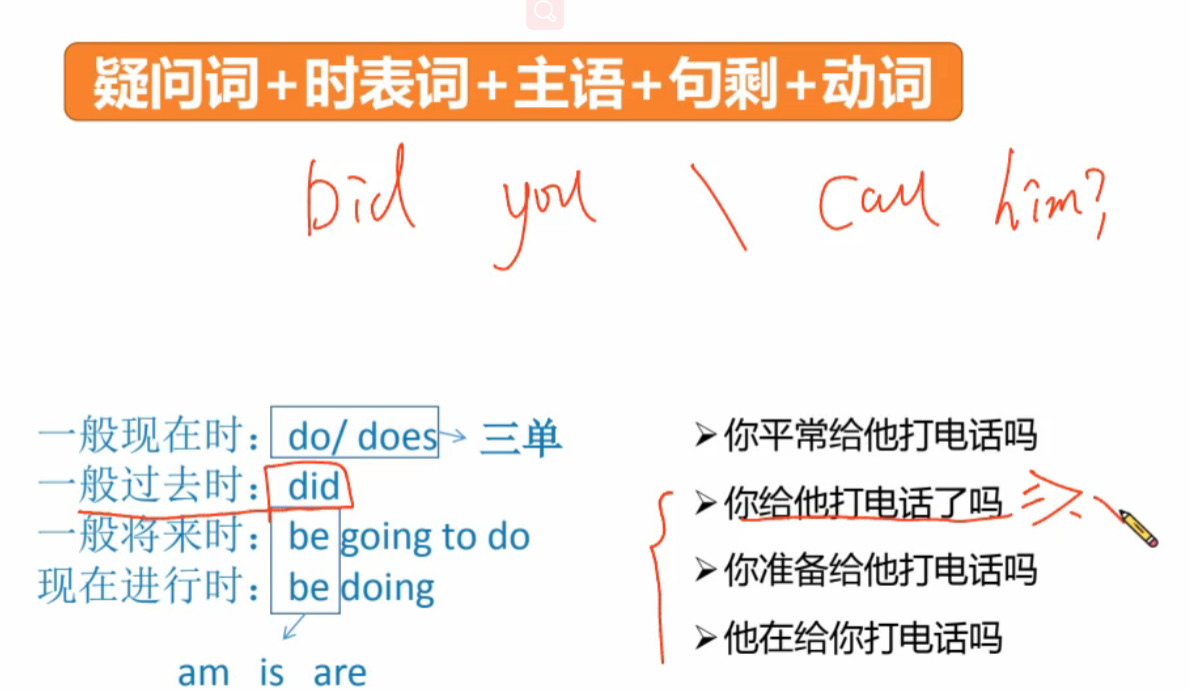 疑问词+时表词+主语+句剩+动词
Did you \ Call him?
一般现在时：do/ does 三单
一般过去时：did
一般将来时：be going to do
现在进行时：be doing
am is are
➢你平常给他打电话吗
➢你给他打电话了吗
➢你准备给他打电话吗
➢他在给你打电话吗